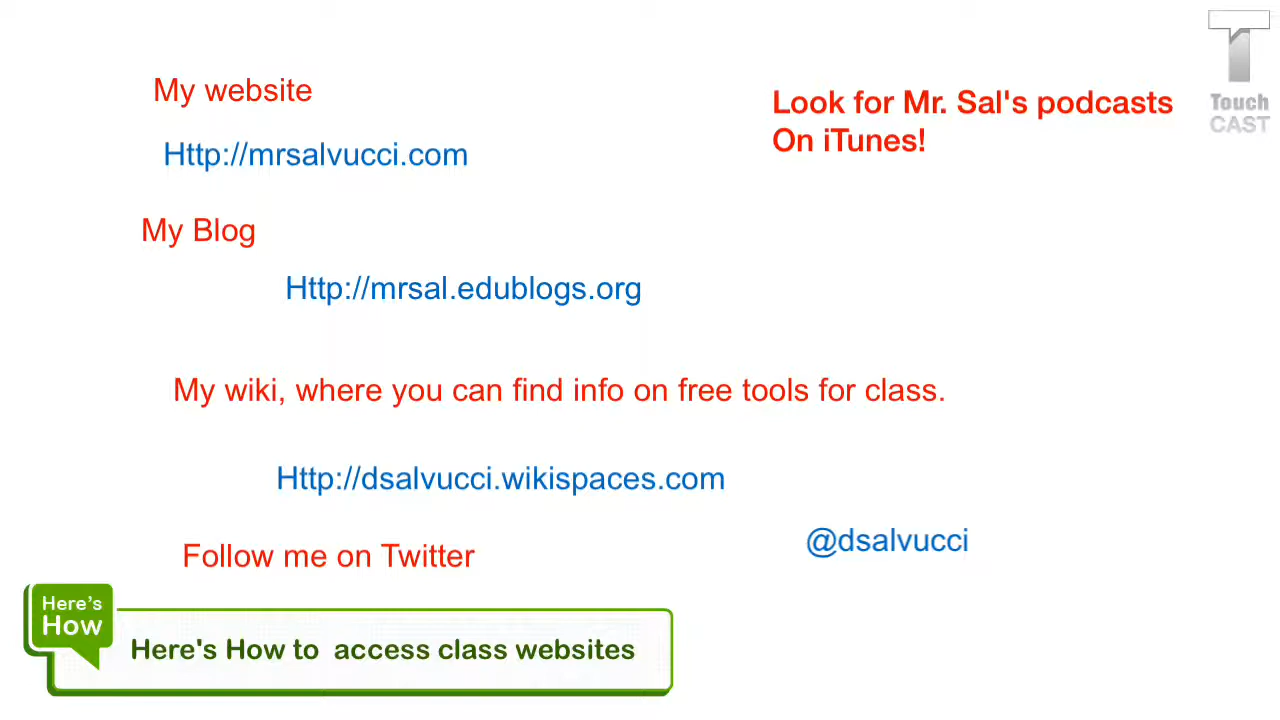 My website
Http://mrsalvucci.com
My Blog
Http://mrsal.edublogs.org
My wiki, where you can find info on free tools for class.
Http://dsalvucci.wikispaces.com
Follow me on Twitter
@dsalvucci
Look for Mr. Sal's podcasts
On iTunes!
T
Touch
CAST
Here's
How
Here's How to  access class websites